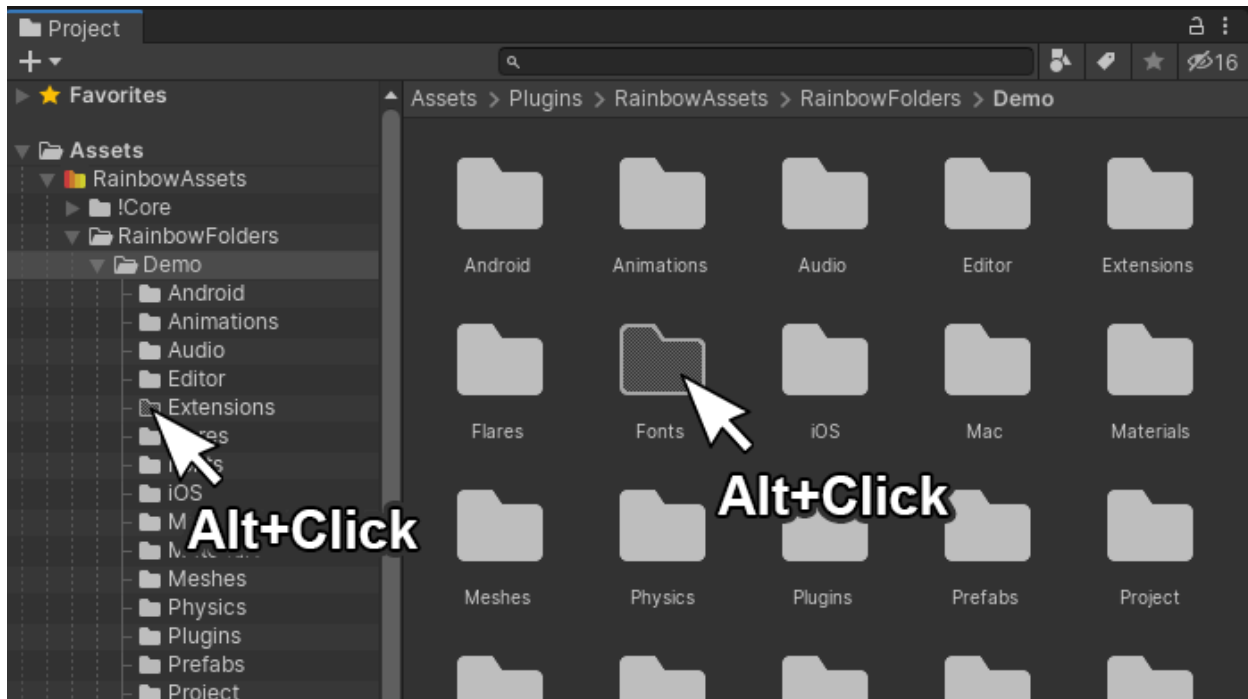 Project
16
Favorites
Assets > Plugins > RainbowAssets > RainbowFolders > Demo
Assets
RainbowAssets
!Core
RainbowFolders
Demo
Android
Animations
Audio
Editor
Extensions
iOS
Meshes
Physics
Plugins
Prefabs
Project
Alt+Click
Android Animations Audio Editor Extensions
Flares Fonts iOS Mac Materials
Alt+Click
Meshes Physics Plugins Prefabs Project